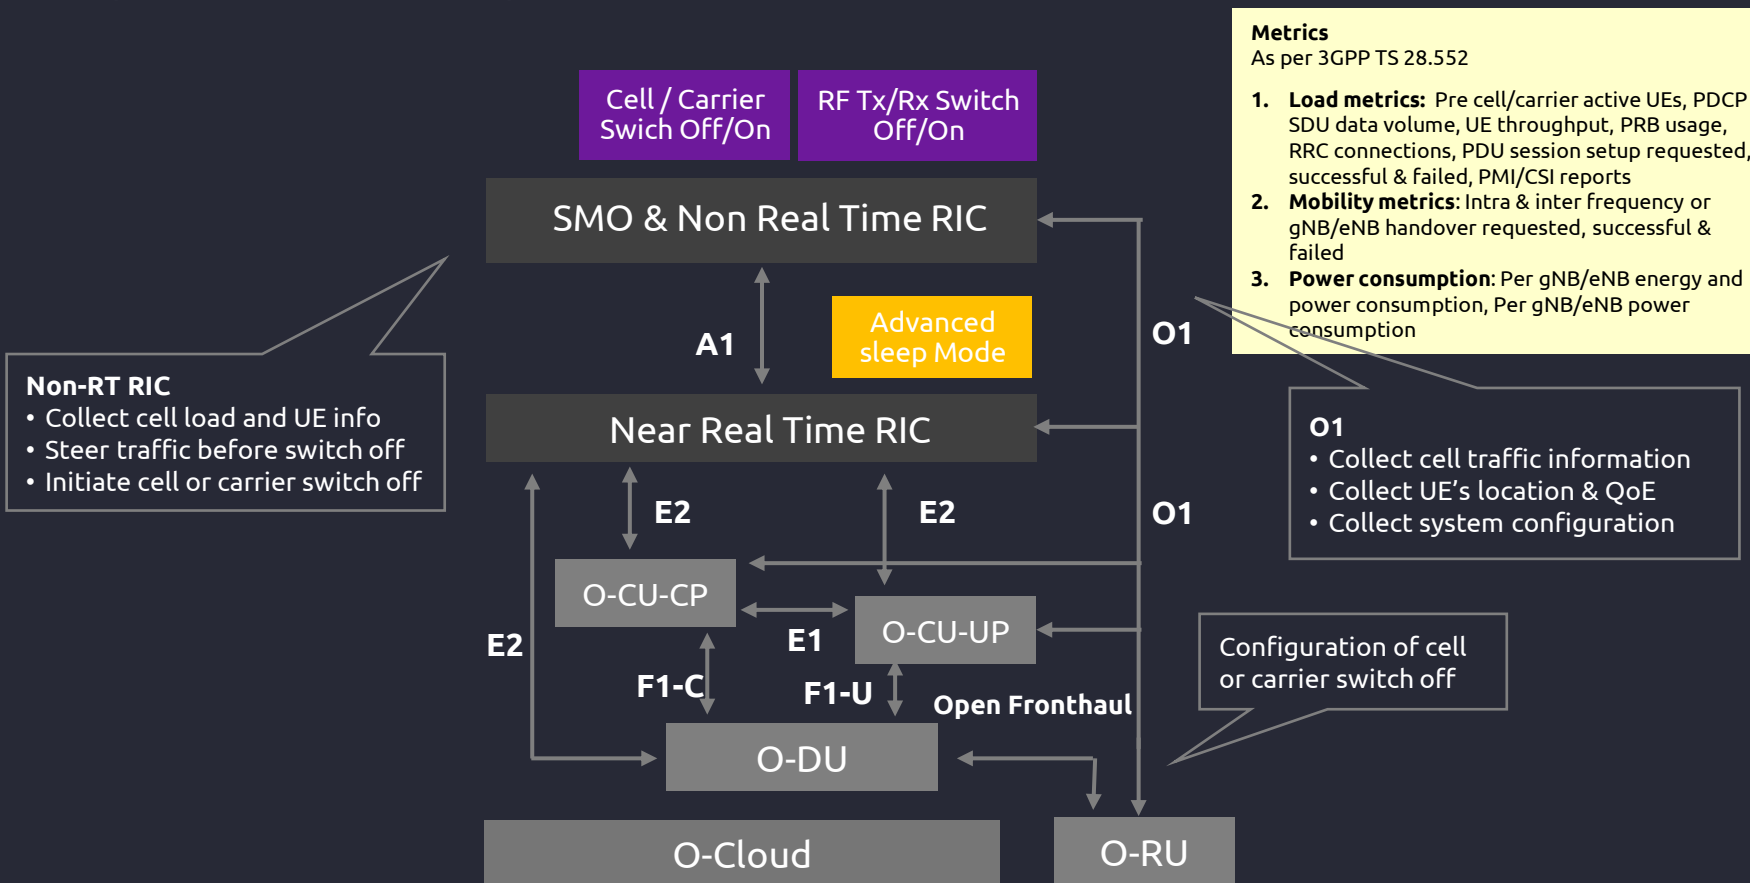 Metrics
As per 3GPP TS 28.552
1. Load metrics: Pre cell/carrier active UEs, PDCP
SDU data volume, UE throughput, PRB usage,
RRC connections, PDU session setup requested,
successful & failed, PMI/CSI reports
2. Mobility metrics: Intra & inter frequency or
gNB/eNB handover requested, successful &
failed
3. Power consumption: Per gNB/eNB energy and
power consumption, Per gNB/eNB power
consumption
Cell / Carrier
Swich Off/On
RF Tx/Rx Switch
Off/On
SMO & Non Real Time RIC
A1
Advanced
sleep Mode
O1
Non-RT RIC
• Collect cell load and UE info
• Steer traffic before switch off
• Initiate cell or carrier switch off
Near Real Time RIC
O1
• Collect cell traffic information
• Collect UE's location & QoE
• Collect system configuration
E2
E2
O1
O-CU-CP
E1
O-CU-UP
E2
F1-C
F1-U
Open Fronthaul
Configuration of cell
or carrier switch off
O-DU
O-Cloud
O-RU